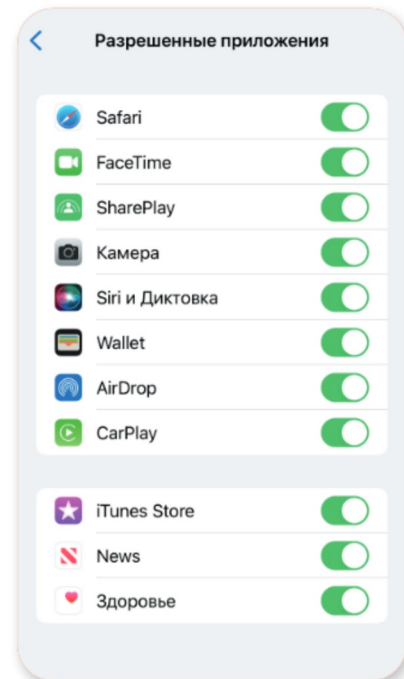 Разрешенные приложения
Safari
FaceTime
SharePlay
Камера
Siri и Диктовка
Wallet
AirDrop
CarPlay
iTunes Store
News
Здоровье